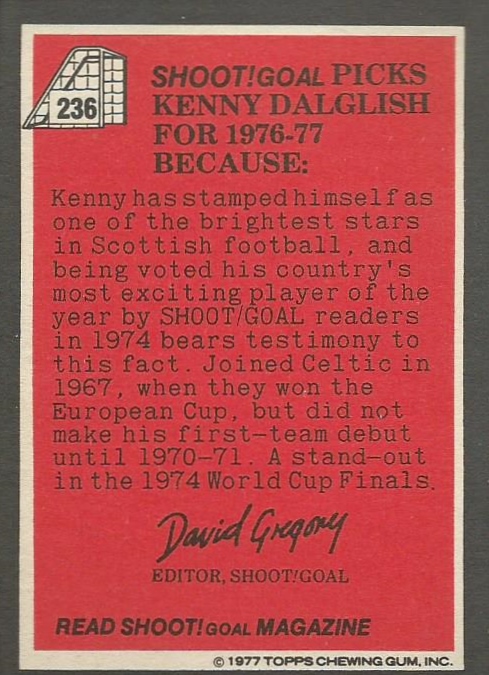 236
SHOOT!GOAL PICKS
KENNY DALGLISH
FOR 1976-77
BECAUSE:
Kenny has stamped himself as
one of the brightest stars
in Scottish football, and
being voted his country's
most exciting player of the
year by SHOOT/GOAL readers
in 1974 bears testimony to
this fact. Joined Celtic in
1967, when they won the
European Cup, but did not
make his first-team debut
until 1970-71. A stand-out
in the 1974 World Cup Finals.
David Gregory
EDITOR, SHOOT!GOAL
READ SHOOT! GOAL MAGAZINE
© 1977 TOPPS CHEWING GUM, INC.